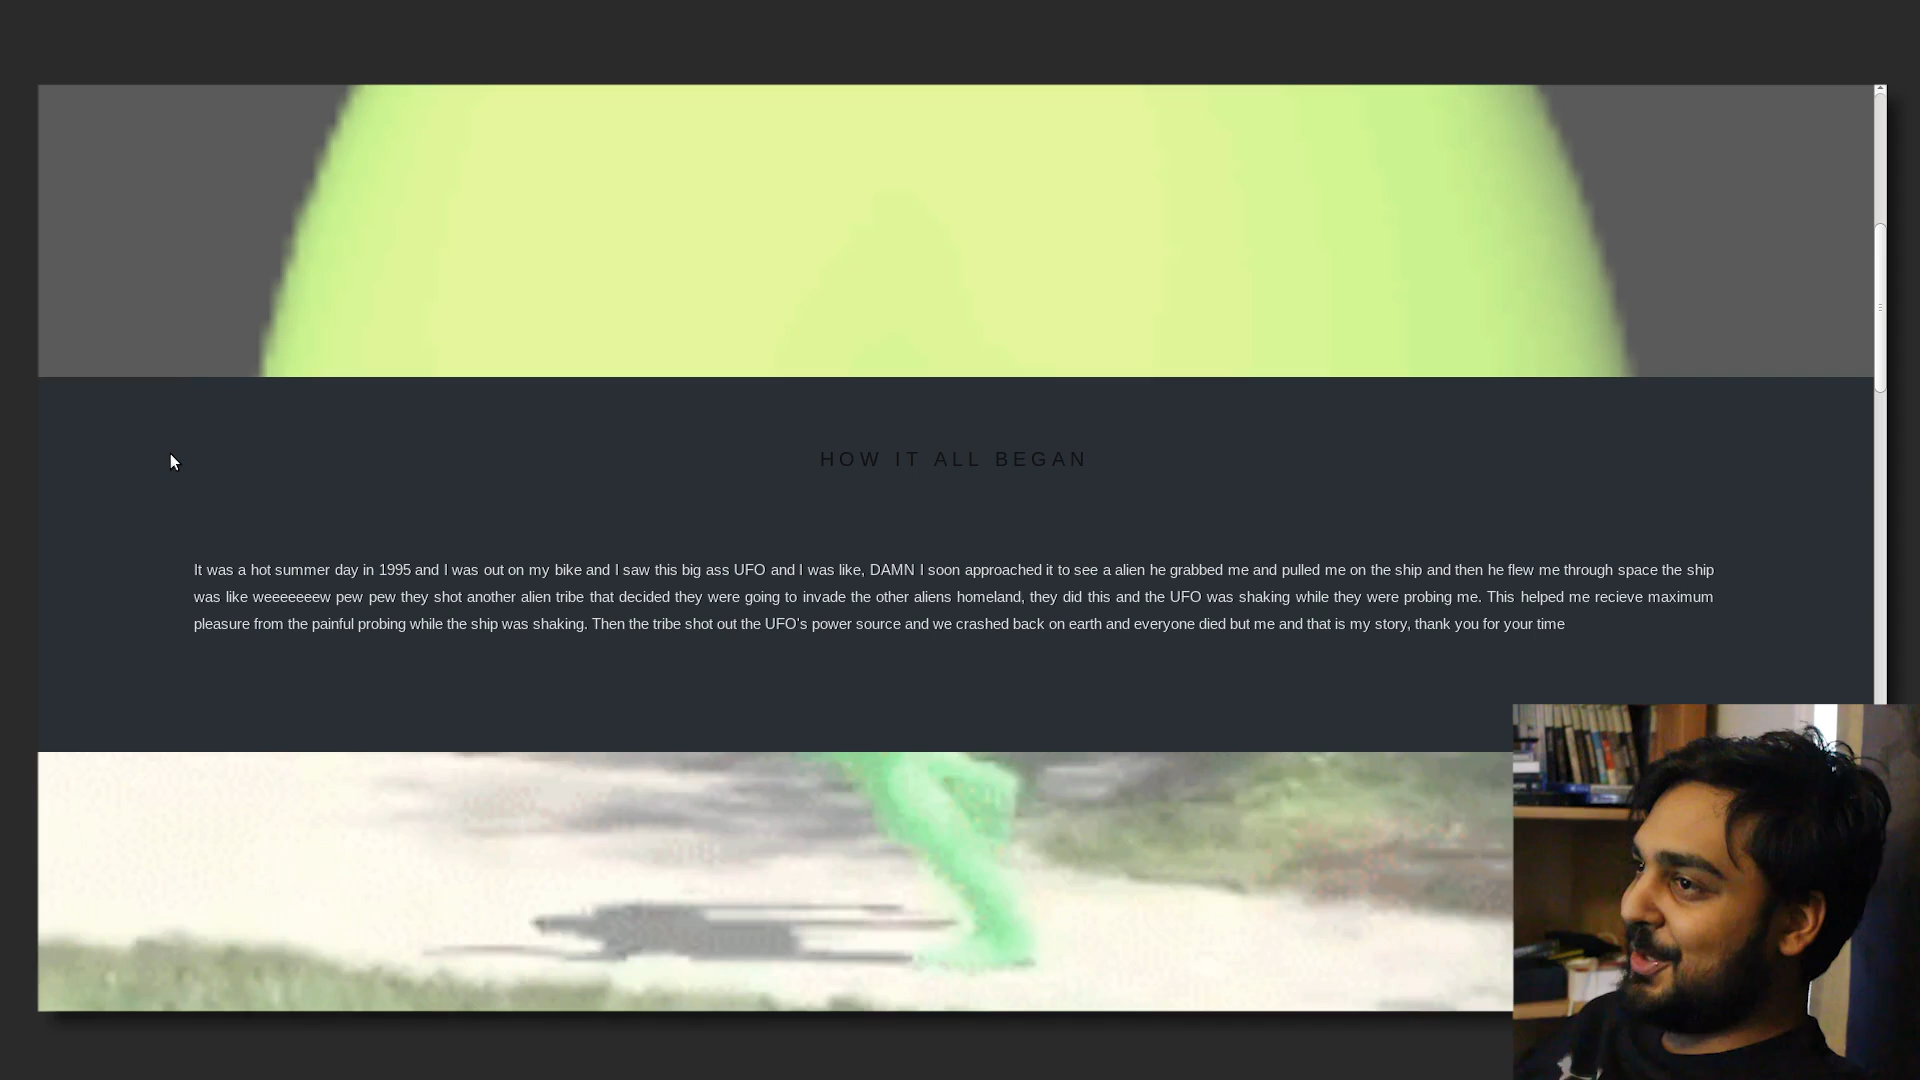 HOW IT ALL BEGAN
It was a hot summer day in 1995 and I was out on my bike and I saw this big ass UFO and I was like, DAMN I soon approached it to see a alien he grabbed me and pulled me on the ship and then he flew me through space the ship
was like weeeeeeew pew pew they shot another alien tribe that decided they were going to invade the other aliens homeland, they did this and the UFO was shaking while they were probing me. This helped me recieve maximum
pleasure from the painful probing while the ship was shaking. Then the tribe shot out the UFO's power source and we crashed back on earth and everyone died but me and that is my story, thank you for your time